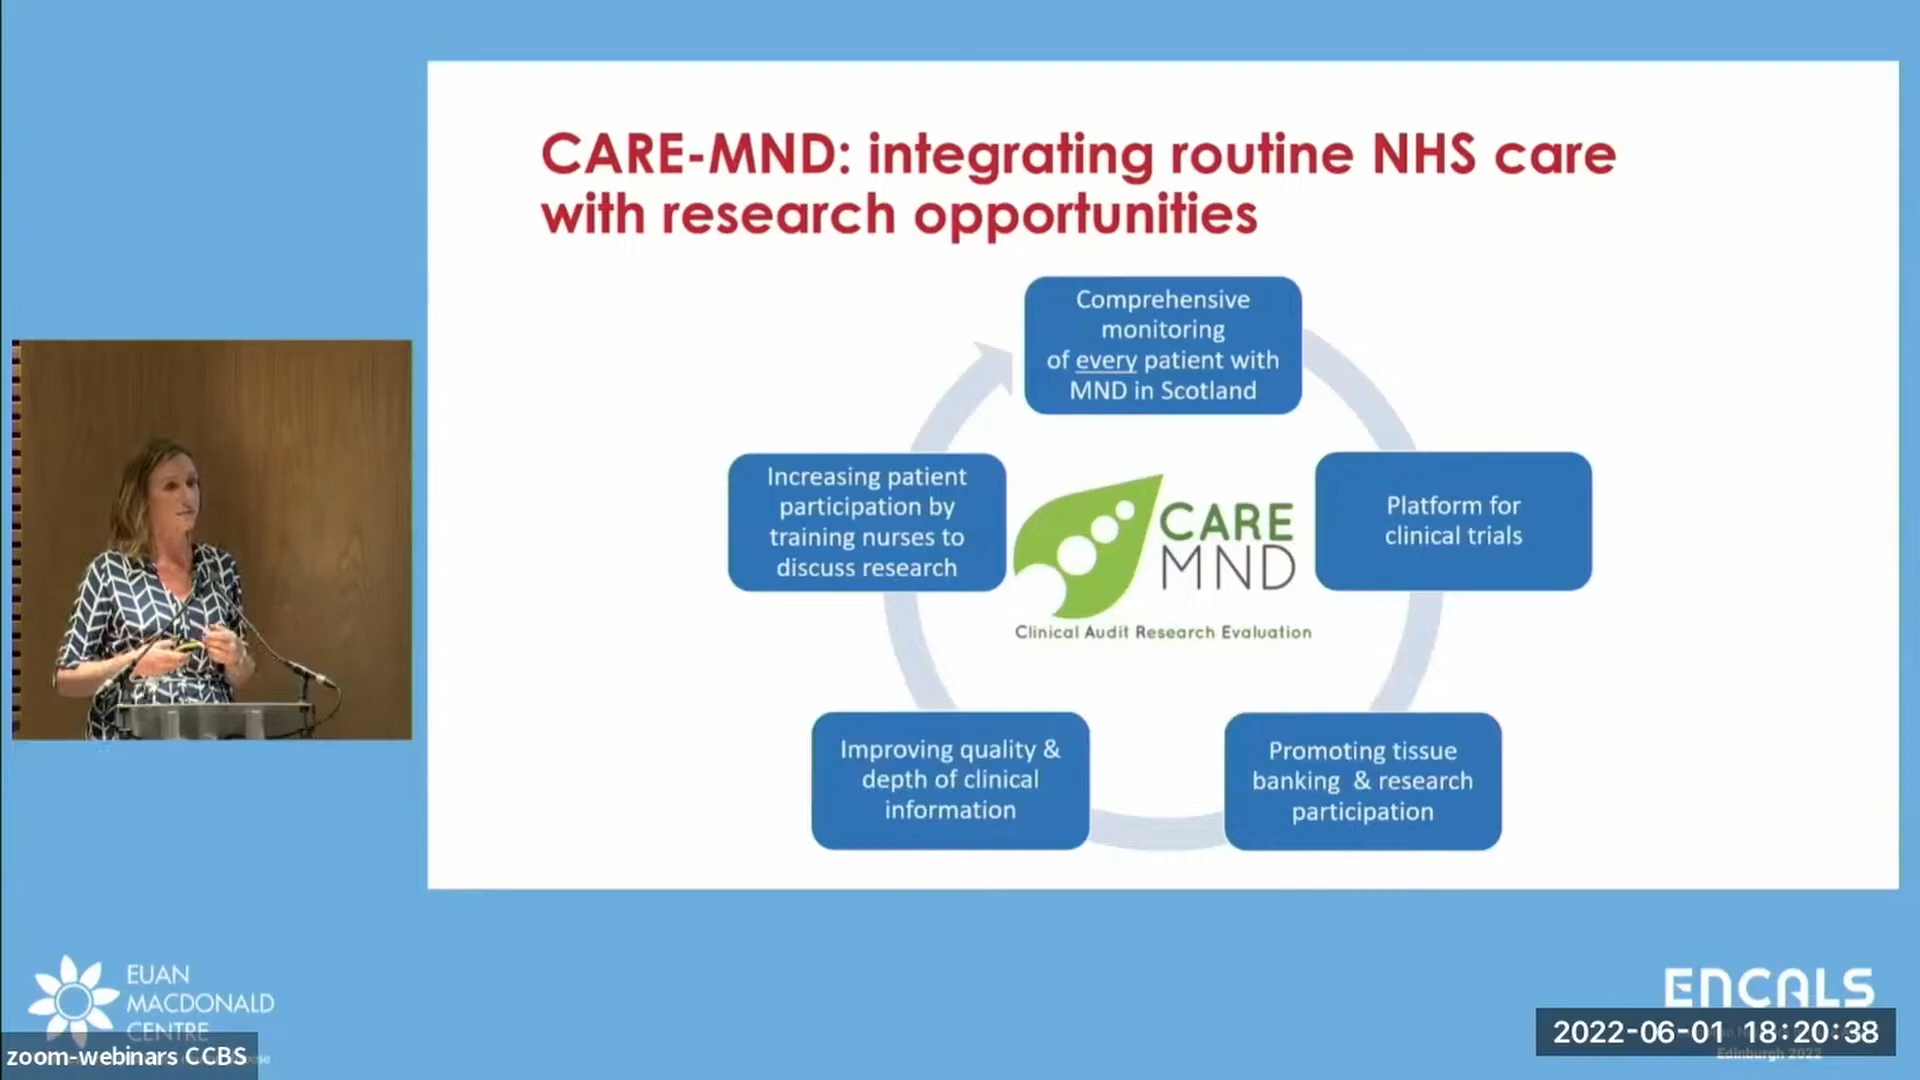 CARE-MND: integrating routine NHS care
with research opportunities
Comprehensive
monitoring
of every patient with
MND in Scotland
Platform for
clinical trials
Promoting tissue
banking & research
participation
Improving quality &
depth of clinical
information
Increasing patient
participation by
training nurses to
discuss research
CARE
MND
Clinical Audit Research Evaluation
EUAN
MACDONALD
CENTRE
zoom-webinars CCBS
ENCALS
2022-06-01 18:20:38
Edinburgh 2022